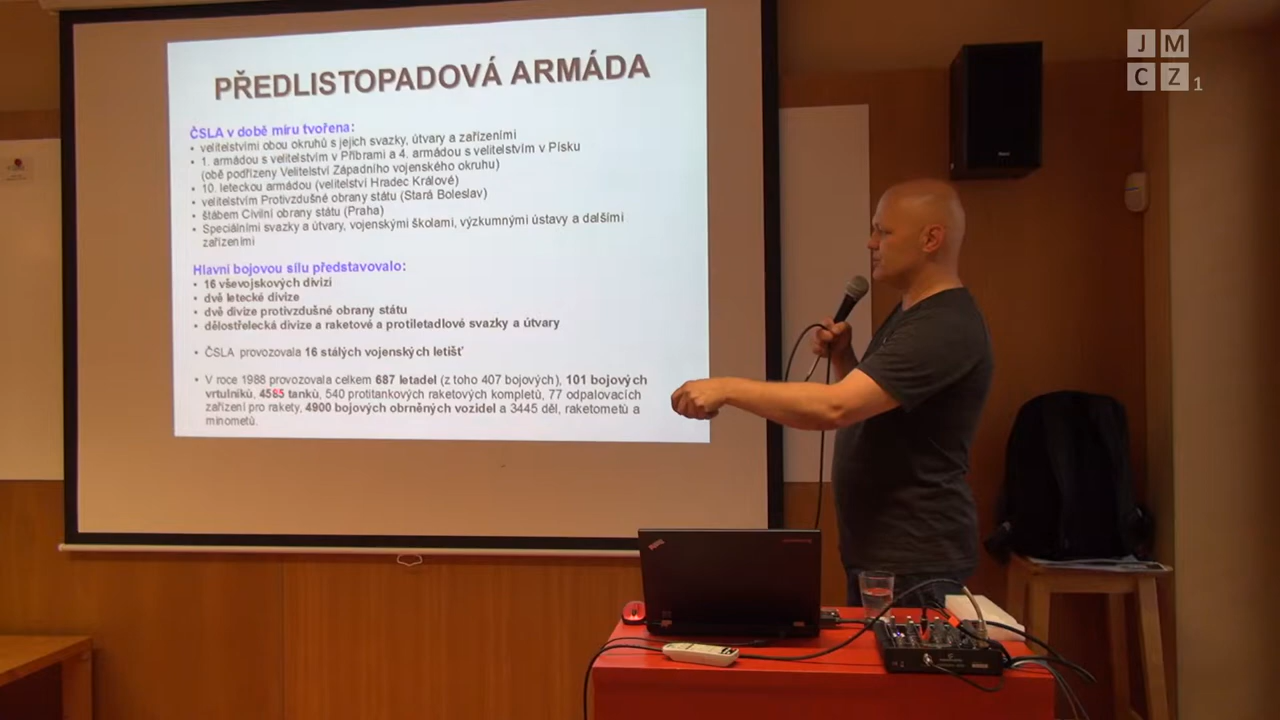 PŘEDLISTOPADOVÁ ARMÁDA
ČSLA v době míru tvořena:
• velitelstvími obou okruhů s jejich svazky, útvary a zařízeními
• 1. armádou s velitelstvím v Příbrami a 4. armádou s velitelstvím v Písku
(obě podřízeny Velitelství Západního vojenského okruhu)
• 10. leteckou armádou (velitelství Hradec Králové)
• velitelstvím Protivzdušné obrany státu (Stará Boleslav)
• štábem Civilní obrany státu (Praha)
• Speciálními svazky a útvary, vojenskými školami, výzkumnými ústavy a dalšími
zařízeními
Hlavní bojovou sílu představovalo:
• 16 vševojskových divizí
• dvě letecké divize
• dvě divize protivzdušné obrany státu
• dělostřelecká divize a raketové a protiletadlové svazky a útvary
• ČSLA provozovala 16 stálých vojenských letišť
• V roce 1988 provozovala celkem 687 letadel (z toho 407 bojových), 101 bojových
vrtulníků, 4585 tanků, 540 protitankových raketových kompletů, 77 odpalovacích
zařízení pro rakety, 4900 bojových obrněných vozidel a 3445 děl, raketometů a
minometů.
J M
C Z 1